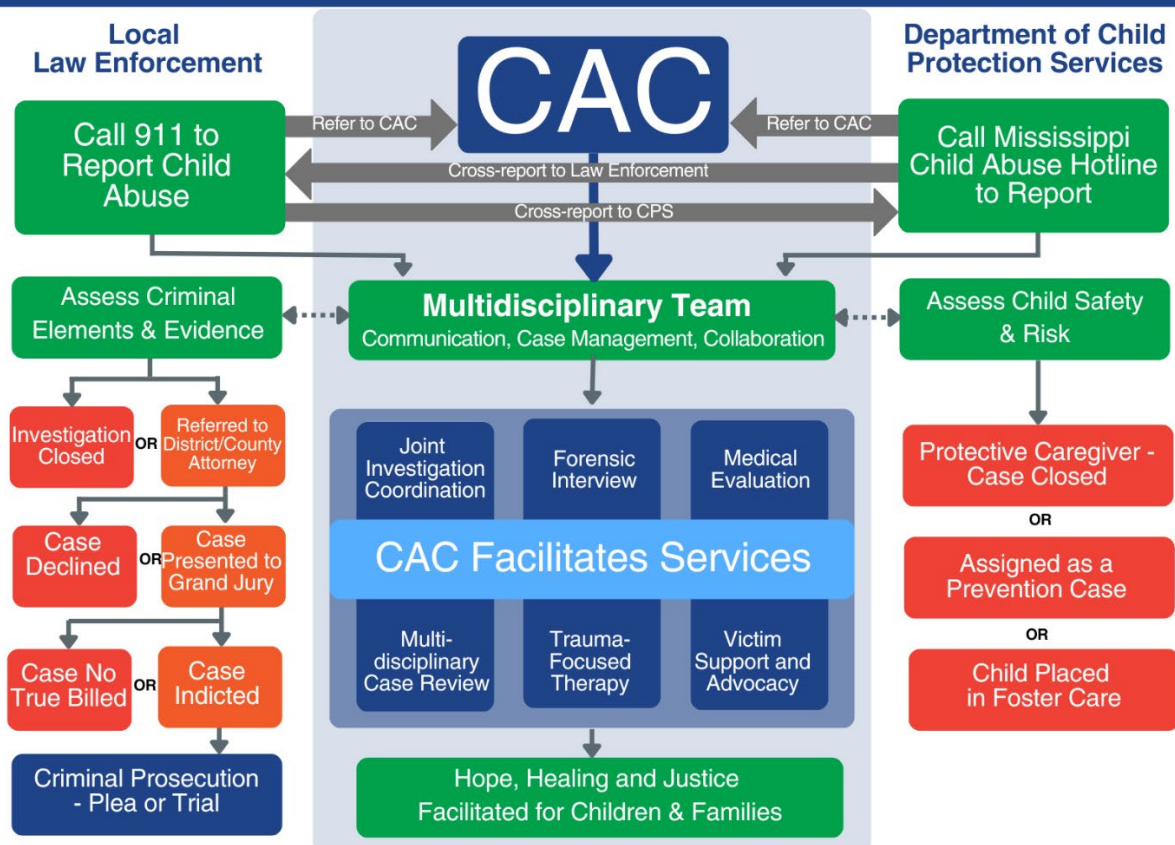 Local
Law Enforcement
CAC
Department of Child
Protection Services
Call 911 to
Report Child
Abuse
Refer to CAC
Refer to CAC
Cross-report to Law Enforcement
Cross-report to CPS
Call Mississippi
Child Abuse Hotline
to Report
Assess Criminal
Elements & Evidence
Multidisciplinary Team
Communication, Case Management, Collaboration
Assess Child Safety
& Risk
Investigation
Closed
OR
Referred to
District/County
Attorney
Case
Declined
OR
Case
Presented to
Grand Jury
Case No
True Billed
OR
Case
Indicted
Criminal Prosecution
- Plea or Trial
Joint
Investigation
Coordination
Forensic
Interview
Medical
Evaluation
CAC Facilitates Services
Multi-
disciplinary
Case Review
Trauma-
Focused
Therapy
Victim
Support and
Advocacy
Hope, Healing and Justice
Facilitated for Children & Families
Protective Caregiver -
Case Closed
OR
Assigned as a
Prevention Case
OR
Child Placed
in Foster Care